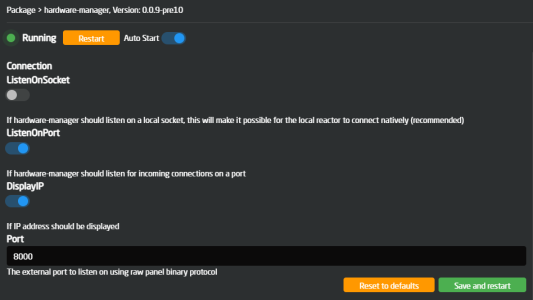 Package > hardware-manager, Version: 0.0.9-pre10
Running Restart Auto Start
Connection
ListenOnSocket
If hardware-manager should listen on a local socket, this will make it possible for the local reactor to connect natively (recommended)
ListenOnPort
If hardware-manager should listen for incoming connections on a port
DisplayIP
If IP address should be displayed
Port
8000
The external port to listen on using raw panel binary protocol
Reset to defaults Save and restart